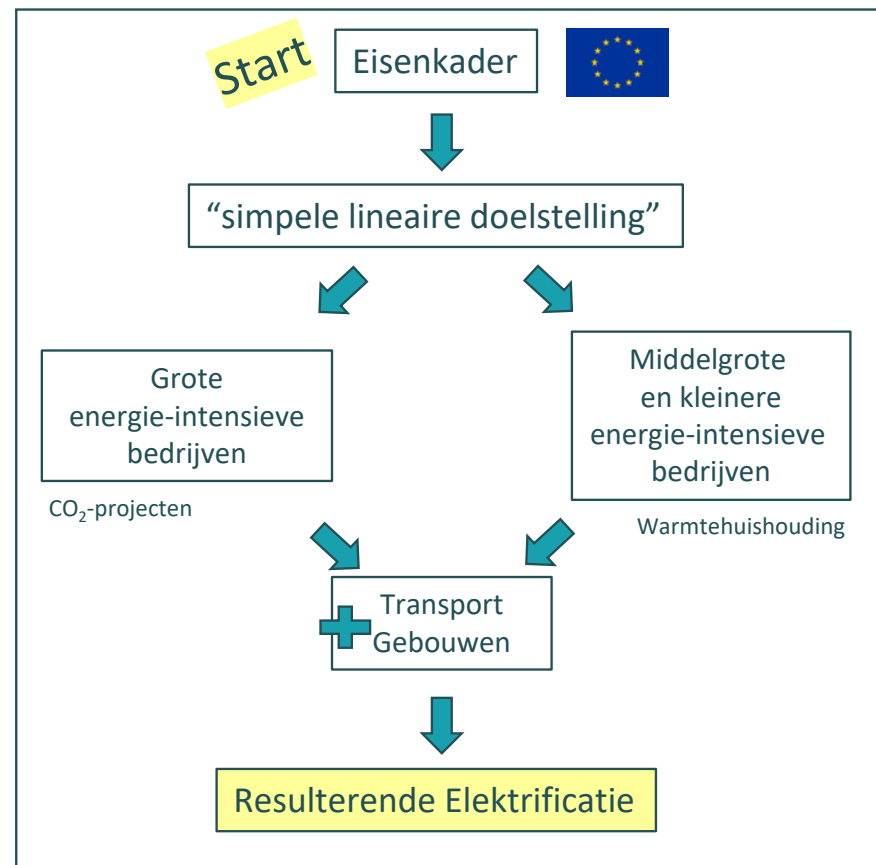 Start
Eisenkader
“simpele lineaire doelstelling”
Grote
energie-intensieve
bedrijven
CO₂-projecten
Middelgrote
en kleinere
energie-intensieve
bedrijven
Warmtehuishouding
Transport
Gebouwen
Resulterende Elektrificatie